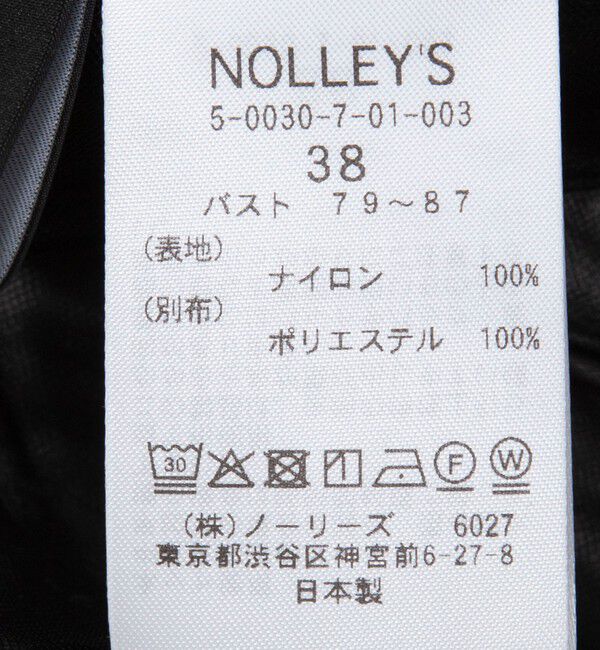 NOLLEY'S
5-0030-7-01-003
38
バスト 79～87
(表地)
ナイロン 100%
(別布)
ポリエステル 100%
30 F W
(株)ノーリーズ 6027
東京都渋谷区神宮前6-27-8
日本製